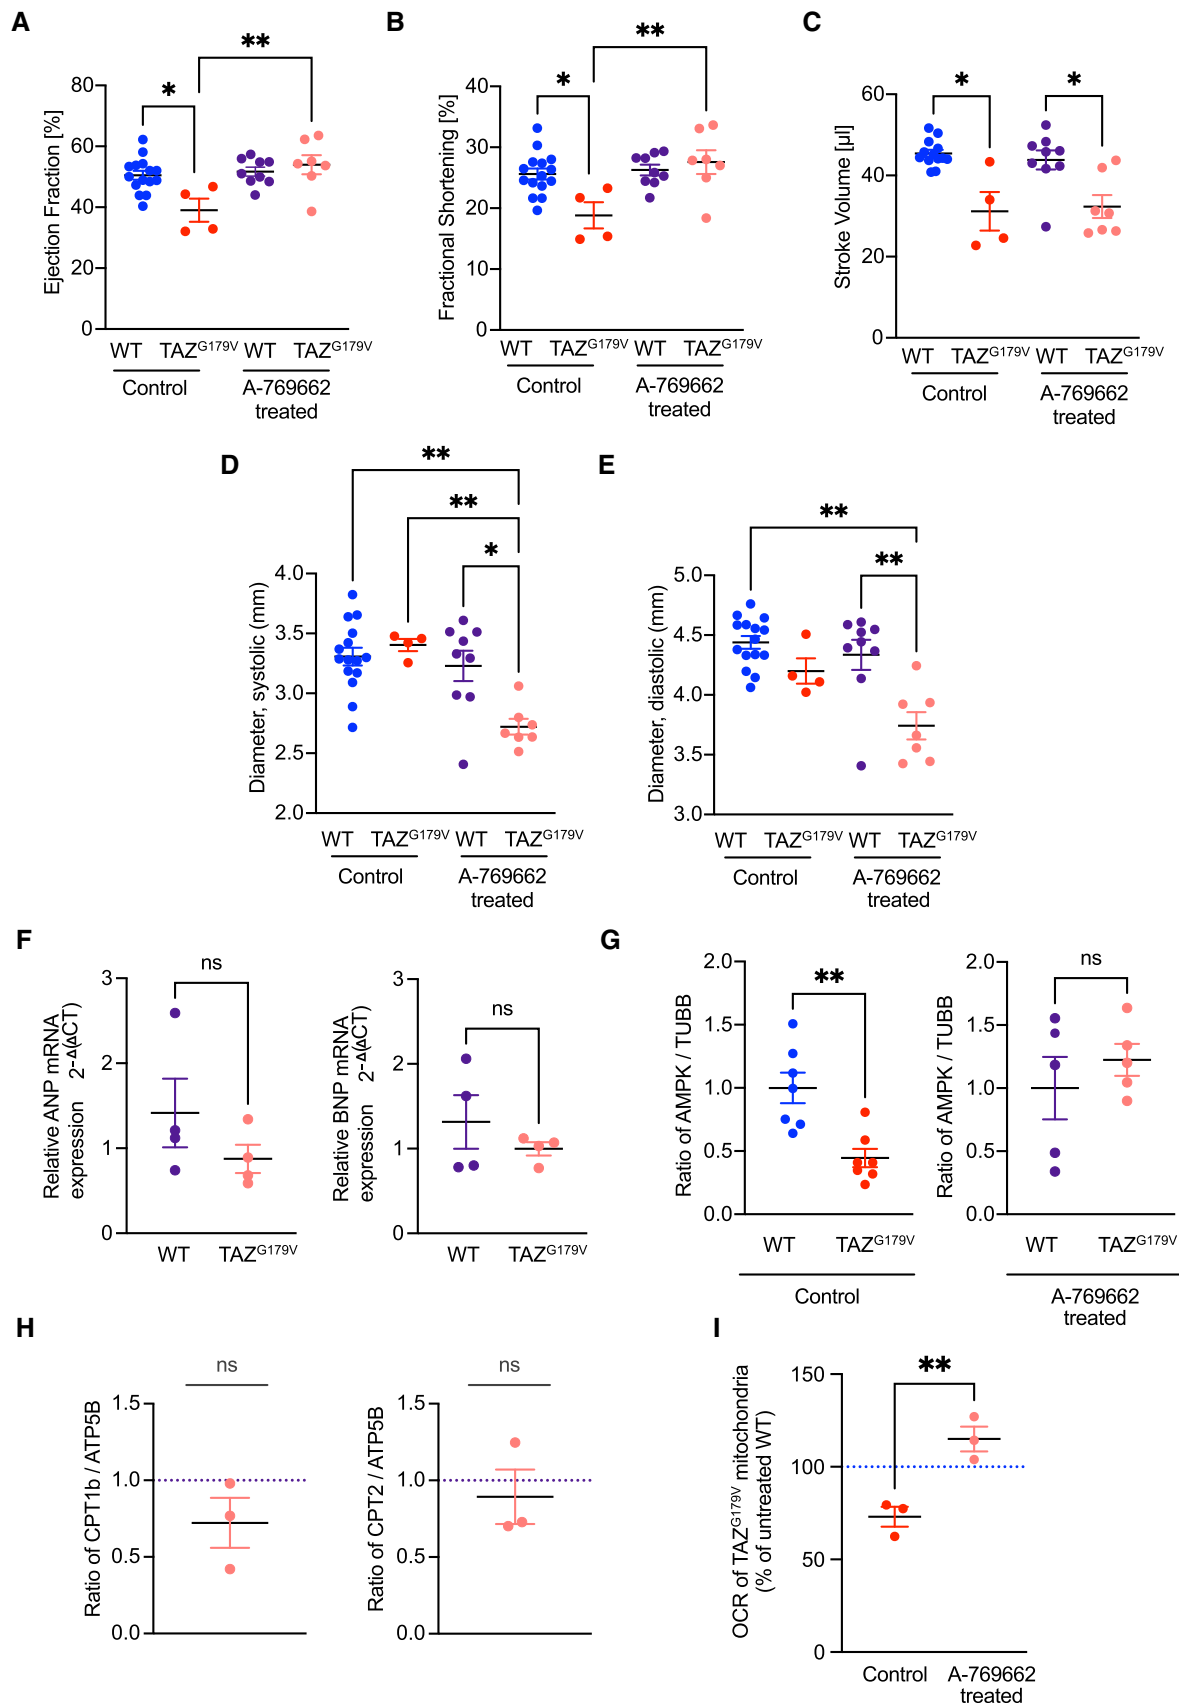 A
B
C
**
**
*
*
*
*
Ejection Fraction [%]
80
60
40
20
0
WT TAZG179V WT TAZG179V
Control A-769662
treated
Fractional Shortening [%]
40
30
20
10
0
WT TAZG179V WT TAZG179V
Control A-769662
treated
Stroke Volume [µl]
60
40
20
0
WT TAZG179V WT TAZG179V
Control A-769662
treated
D
E
**
**
*
Diameter, systolic (mm)
4.0
3.5
3.0
2.5
2.0
WT TAZG179V WT TAZG179V
Control A-769662
treated
**
**
Diameter, diastolic (mm)
5.0
4.5
4.0
3.5
3.0
WT TAZG179V WT TAZG179V
Control A-769662
treated
F
G
ns
Relative ANP mRNA
expression 2-Δ(ΔCT)
3
2
1
0
WT TAZG179V
ns
Relative BNP mRNA
expression 2-Δ(ΔCT)
3
2
1
0
WT TAZG179V
**
Ratio of AMPK / TUBB
2.0
1.5
1.0
0.5
0.0
WT TAZG179V
Control
ns
Ratio of AMPK / TUBB
2.0
1.5
1.0
0.5
0.0
WT TAZG179V
A-769662
treated
H
I
ns
Ratio of CPT1b / ATP5B
1.5
1.0
0.5
0.0
ns
Ratio of CPT2 / ATP5B
1.5
1.0
0.5
0.0
**
OCR of TAZG179V mitochondria
(% of untreated WT)
150
100
50
0
Control A-769662
treated